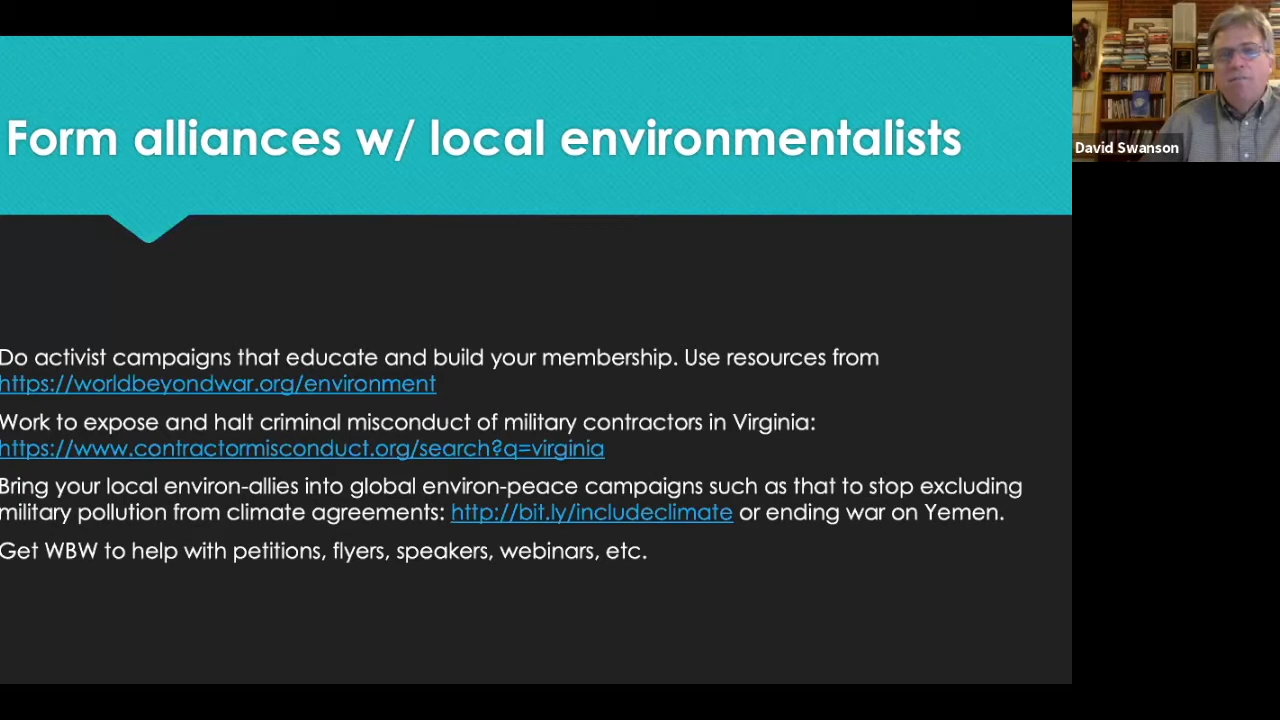 Form alliances w/ local environmentalists
David Swanson
Do activist campaigns that educate and build your membership. Use resources from
https://worldbeyondwar.org/environment
Work to expose and halt criminal misconduct of military contractors in Virginia:
https://www.contractormisconduct.org/search?q=virginia
Bring your local environ-allies into global environ-peace campaigns such as that to stop excluding
military pollution from climate agreements: http://bit.ly/includeclimate or ending war on Yemen.
Get WBW to help with petitions, flyers, speakers, webinars, etc.